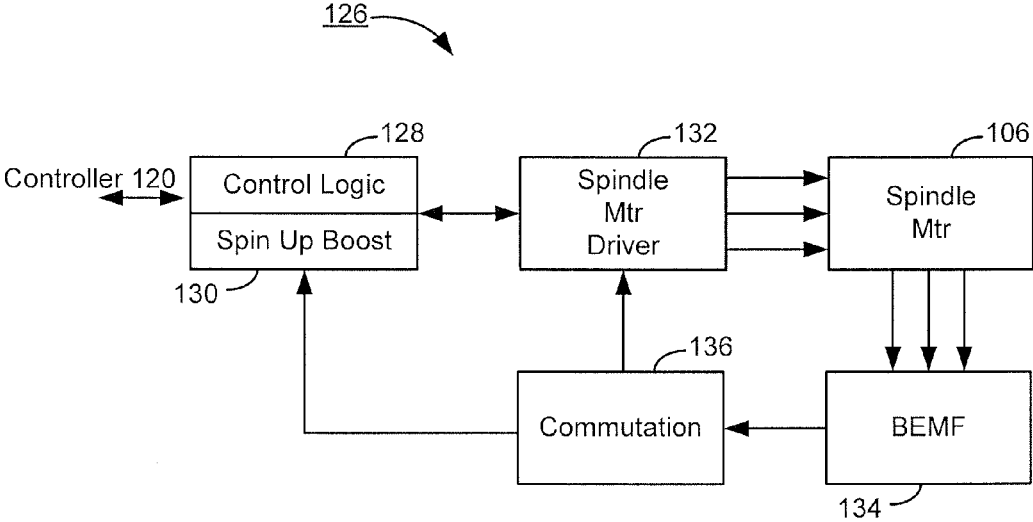 126
128
132
106
Controller 120
Control Logic
Spin Up Boost
Spindle
Mtr
Driver
Spindle
Mtr
130
136
Commutation
BEMF
134